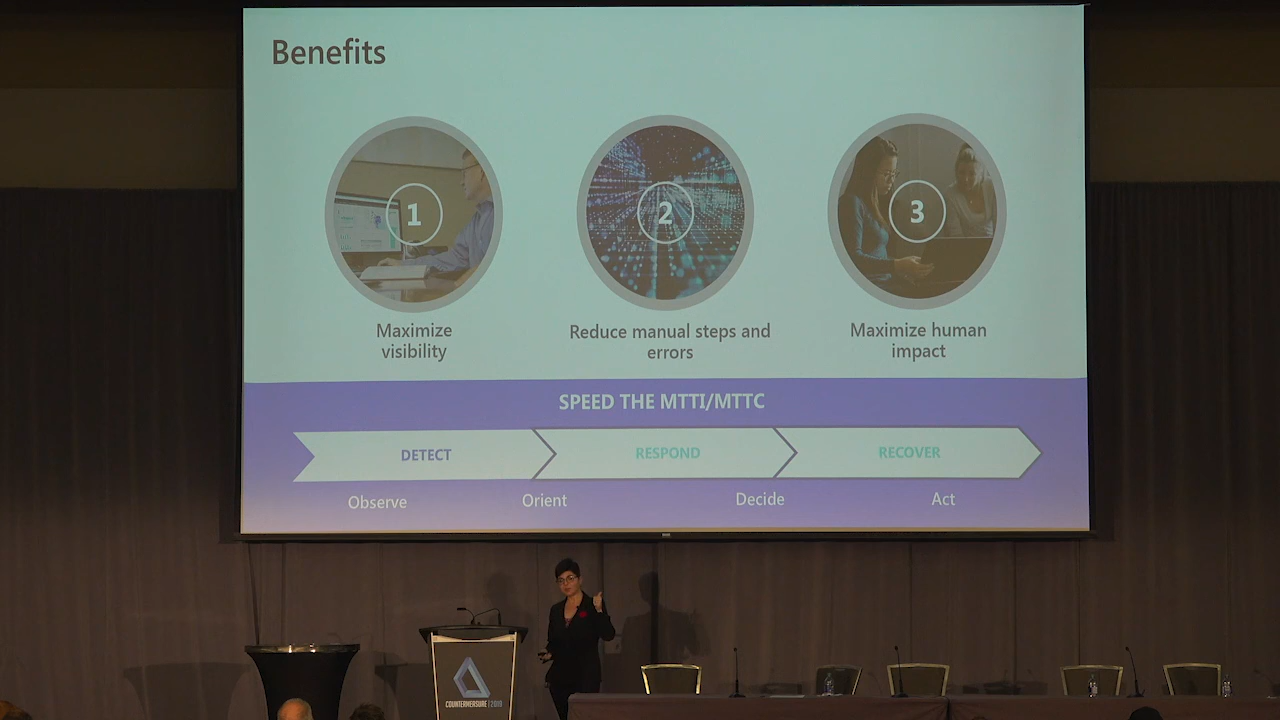 Benefits
1
2
3
Maximize
visibility
Reduce manual steps and
errors
Maximize human
impact
SPEED THE MTTI/MTTC
DETECT
RESPOND
RECOVER
Observe
Orient
Decide
Act
COUNTERMEASURE | 2019